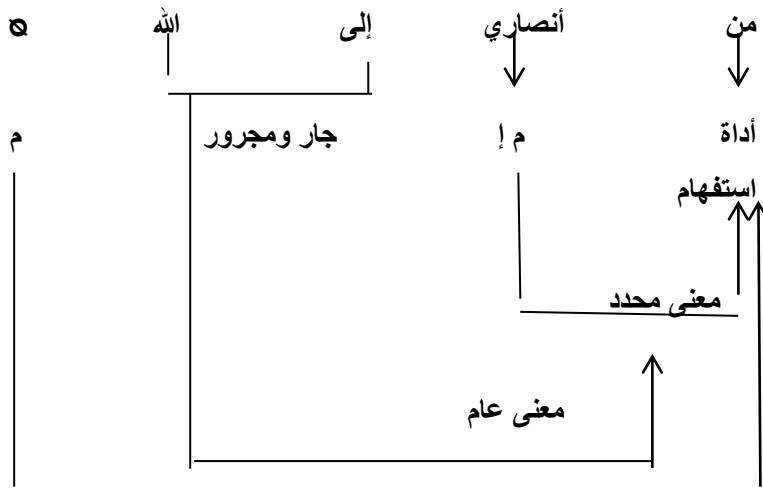 من أنصاري إلى الله ∅
أداة م إ جار ومجرور م
استفهام
معنى محدد
معنى عام